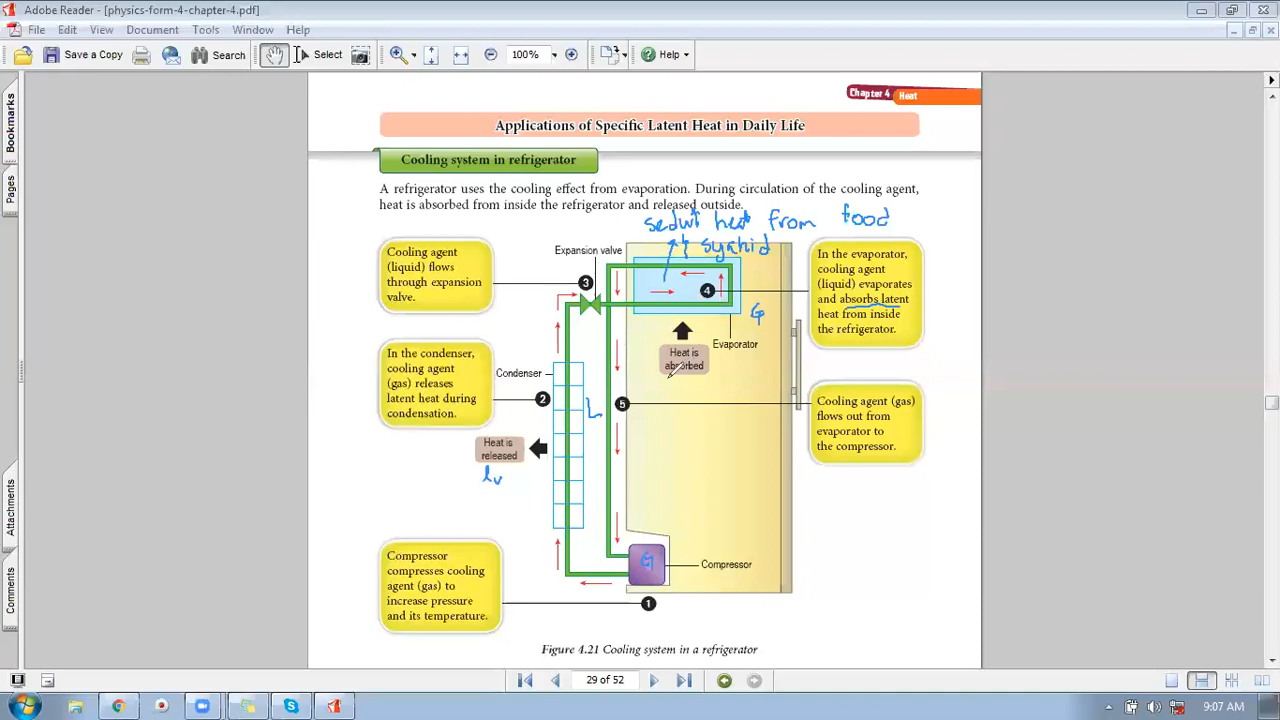 Adobe Reader - [physics-form-4-chapter-4.pdf]
File Edit View Document Tools Window Help
Save a Copy Search Select 100% Help
Bookmarks
Pages
Attachments
Comments
Chapter 4 Heat
Applications of Specific Latent Heat in Daily Life
Cooling system in refrigerator
A refrigerator uses the cooling effect from evaporation. During circulation of the cooling agent,
heat is absorbed from inside the refrigerator and released outside.
sedut heat from food
Cooling agent
(liquid) flows
through expansion
valve.
Expansion valve
3
4
G
In the evaporator,
cooling agent
(liquid) evaporates
and absorbs latent
heat from inside
the refrigerator.
Evaporator
Heat is
absorbed
In the condenser,
cooling agent
(gas) releases
latent heat during
condensation.
Condenser
2
L
5
Cooling agent (gas)
flows out from
evaporator to
the compressor.
Heat is
released
lv
Compressor
compresses cooling
agent (gas) to
increase pressure
and its temperature.
G
Compressor
1
Figure 4.21 Cooling system in a refrigerator
29 of 52
9:07 AM